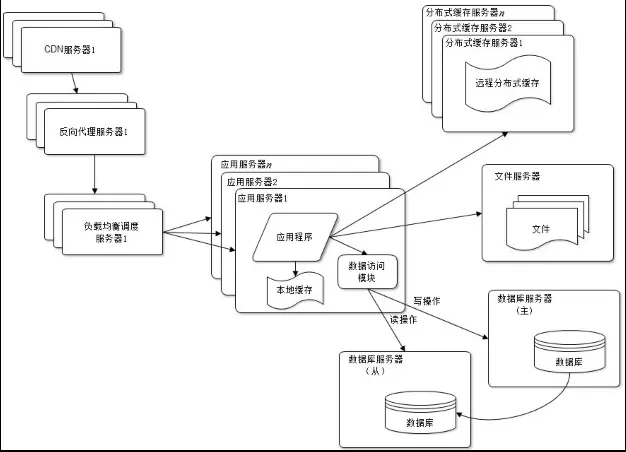 CDN服务器1
反向代理服务器1
负载均衡调度
服务器1
应用服务器n
应用服务器2
应用服务器1
应用程序
本地缓存
数据访问
模块
分布式缓存服务器n
分布式缓存服务器2
分布式缓存服务器1
远程分布式缓存
文件服务器
文件
写操作
读操作
数据库服务器
（主）
数据库
数据库服务器
（从）
数据库